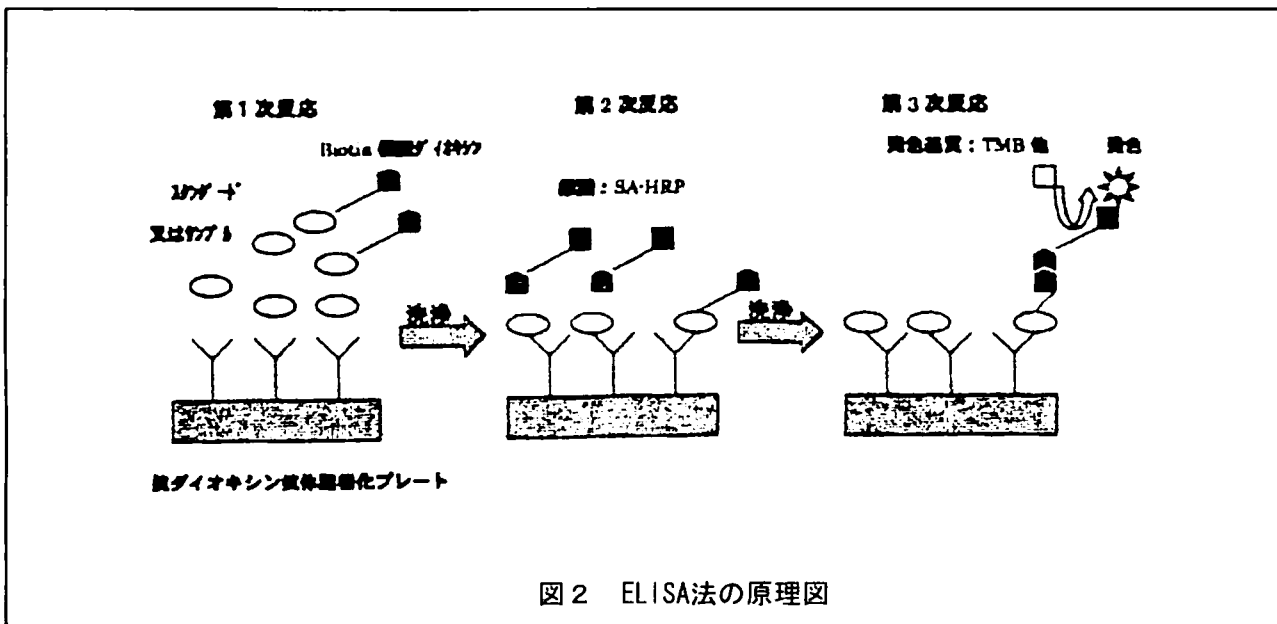 第1次反応
第2次反応
第3次反応
Biotin 標識ダイオキシン
発色基質：TMB 他
発色
スタンダード
酵素：SA-HRP
又はサンプル
洗浄
洗浄
抗ダイオキシン抗体固相化プレート
図2 ELISA法の原理図